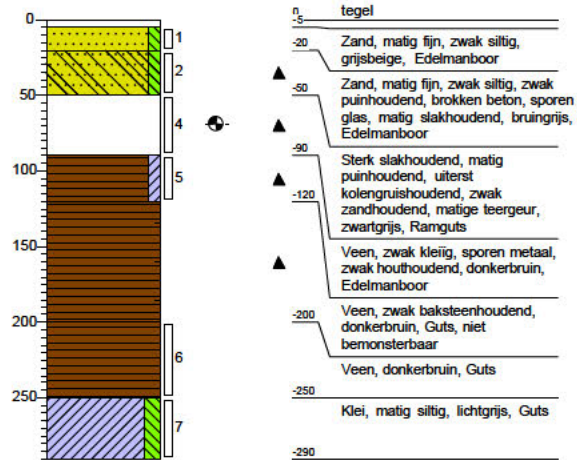 0
50
100
150
200
250
1
2
4
5
6
7
n tegel
-5
-20
Zand, matig fijn, zwak siltig,
grijsbeige, Edelmanboor
-50
Zand, matig fijn, zwak siltig, zwak
puinhoudend, brokken beton, sporen
glas, matig slakhoudend, bruingrijs,
Edelmanboor
-90
Sterk slakhoudend, matig
puinhoudend, uiterst
kolengruishoudend, zwak
zandhoudend, matige teergeur,
zwartgrijs, Ramguts
-120
Veen, zwak kleiïg, sporen metaal,
zwak houthoudend, donkerbruin,
Edelmanboor
-200
Veen, zwak baksteenhoudend,
donkerbruin, Guts, niet
bemonsterbaar
Veen, donkerbruin, Guts
-250
Klei, matig siltig, lichtgrijs, Guts
-290